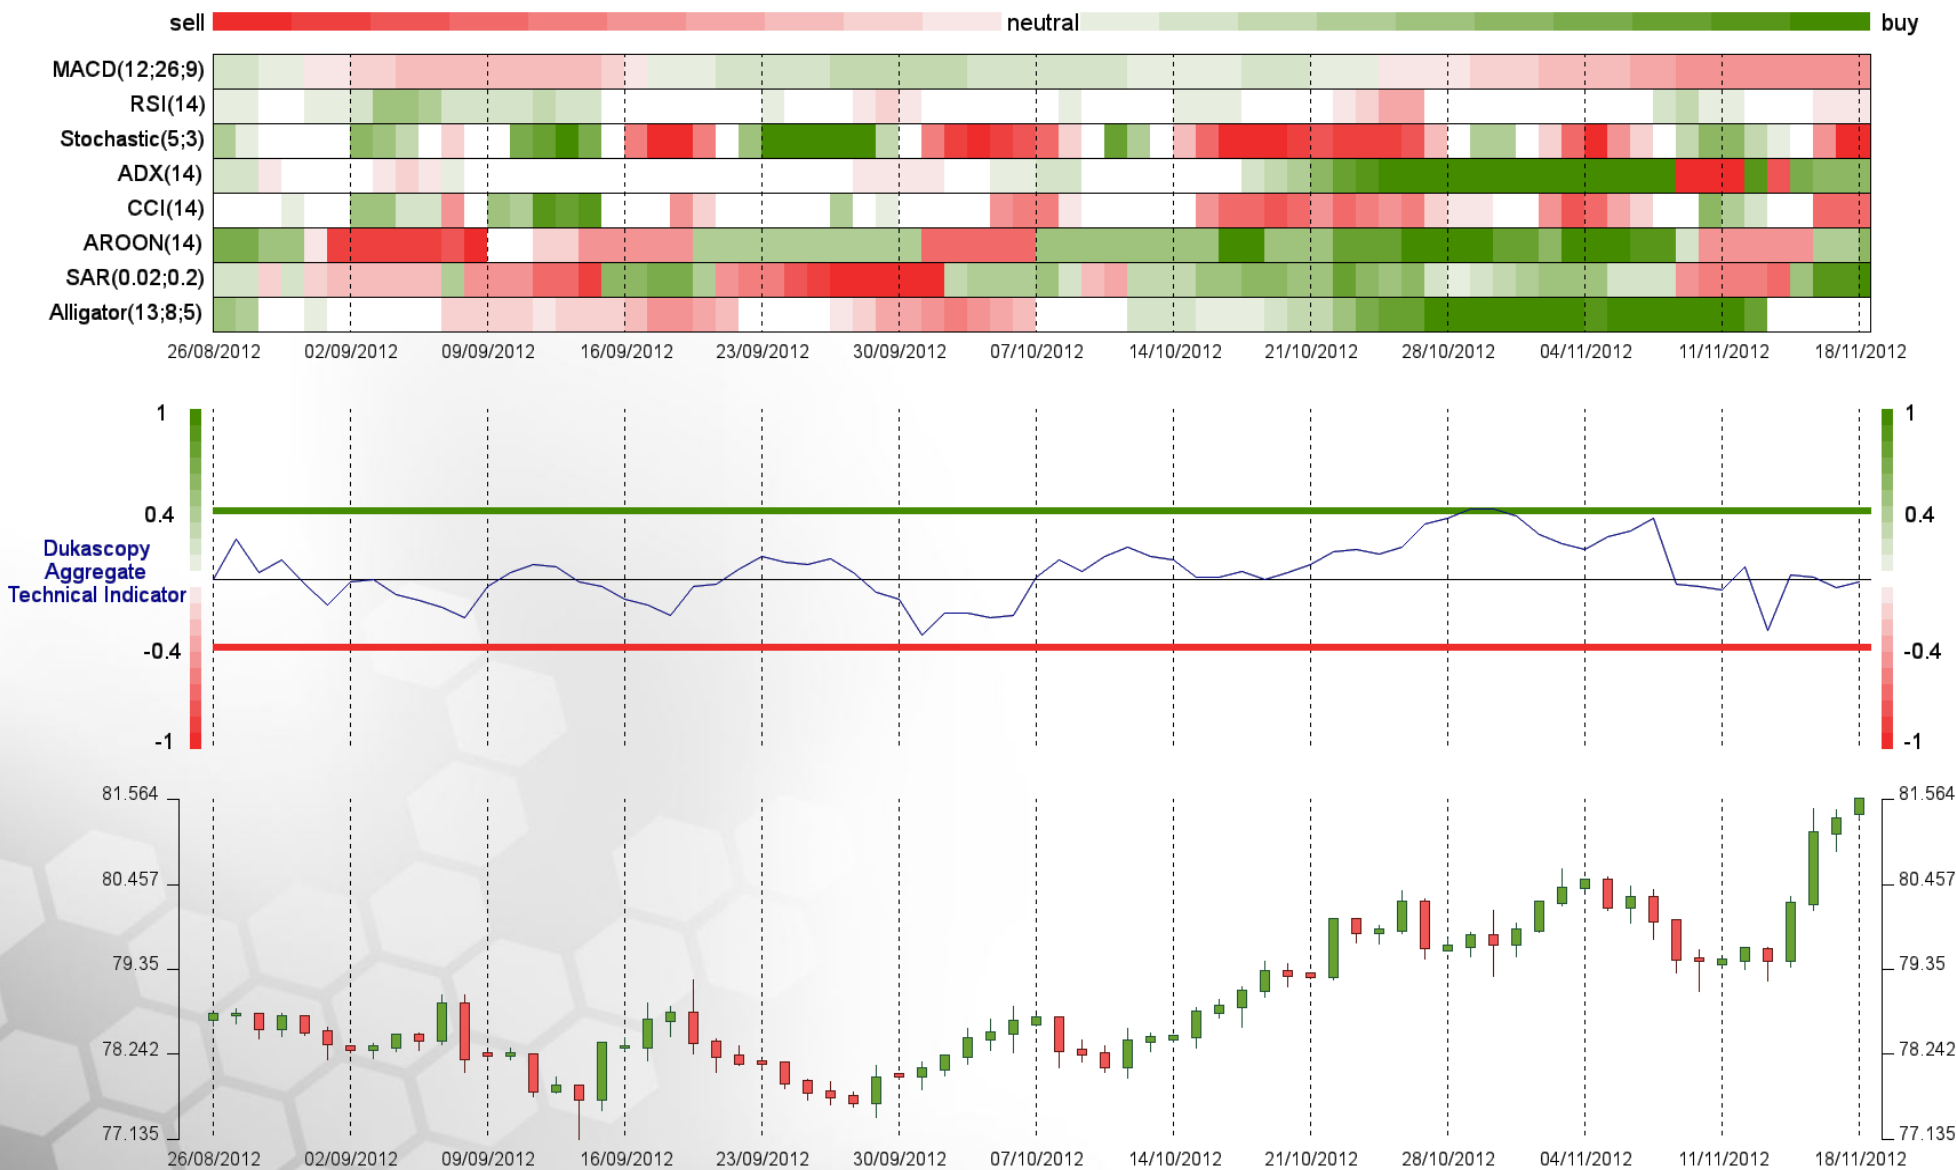 sell neutral buy
MACD(12;26;9)
RSI(14)
Stochastic(5;3)
ADX(14)
CCI(14)
AROON(14)
SAR(0.02;0.2)
Alligator(13;8;5)
26/08/2012 02/09/2012 09/09/2012 16/09/2012 23/09/2012 30/09/2012 07/10/2012 14/10/2012 21/10/2012 28/10/2012 04/11/2012 11/11/2012 18/11/2012
1 1
0.4 0.4
Dukascopy
Aggregate
Technical Indicator
-0.4 -0.4
-1 -1
81.564 81.564
80.457 80.457
79.35 79.35
78.242 78.242
77.135 77.135
26/08/2012 02/09/2012 09/09/2012 16/09/2012 23/09/2012 30/09/2012 07/10/2012 14/10/2012 21/10/2012 28/10/2012 04/11/2012 11/11/2012 18/11/2012